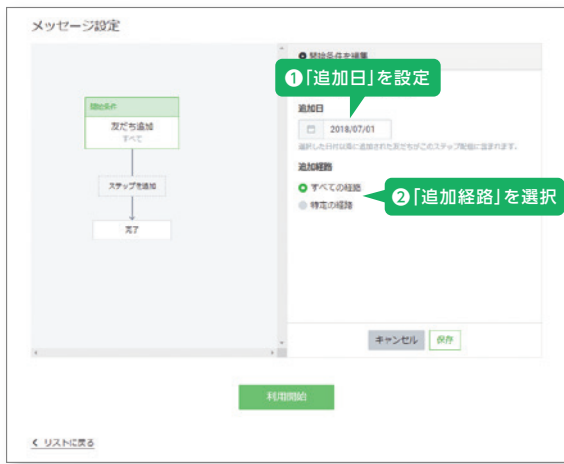 メッセージ設定
開始条件を編集
❶「追加日」を設定
開始条件
友だち追加
すべて
ステップを追加
完了
追加日
2018/07/01
選択した日付以降に追加された友だちがこのステップ配信に含まれます。
追加経路
すべての経路
特定の経路
❷「追加経路」を選択
キャンセル
保存
利用開始
く リストに戻る